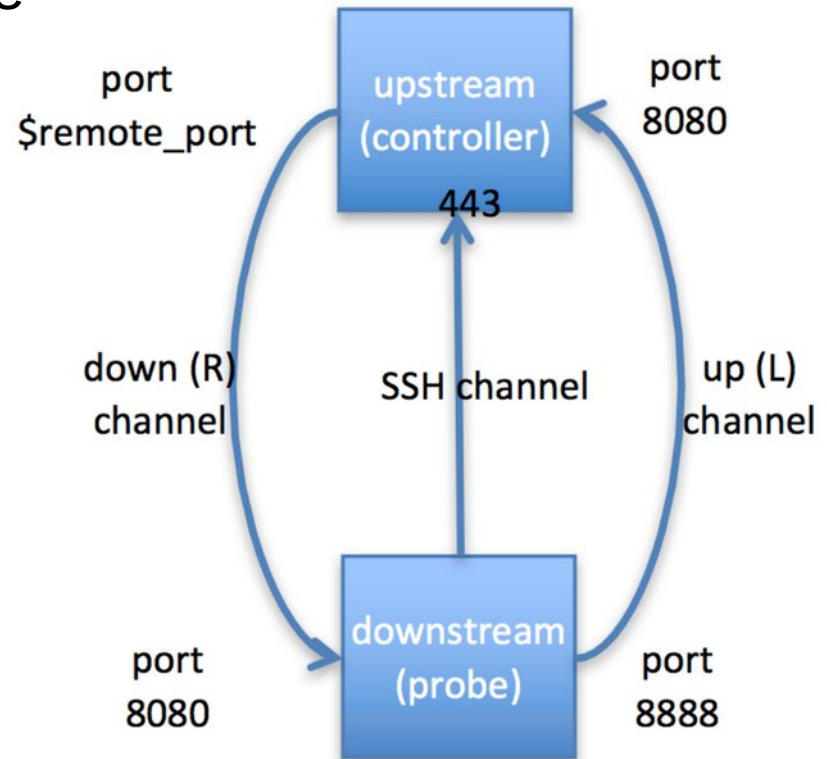 port
$remote_port
upstream
(controller)
443
port
8080
down (R)
channel
SSH channel
up (L)
channel
port
8080
downstream
(probe)
port
8888